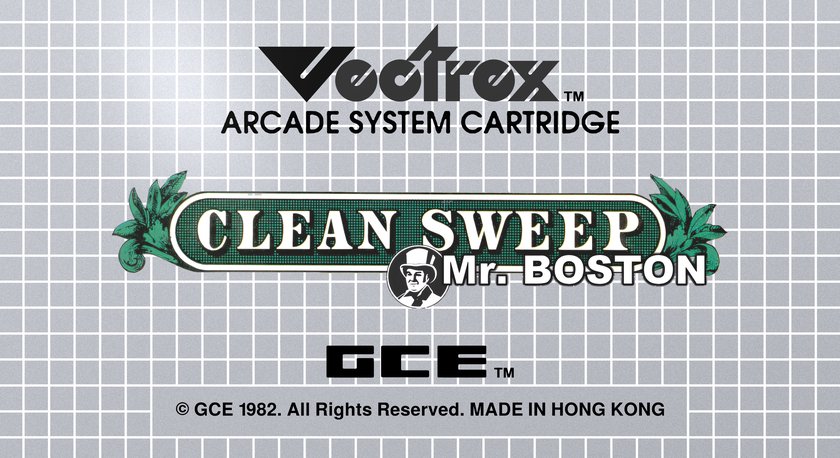 Vectrex™
ARCADE SYSTEM CARTRIDGE
CLEAN SWEEP
Mr. BOSTON
GCE™
© GCE 1982. All Rights Reserved. MADE IN HONG KONG